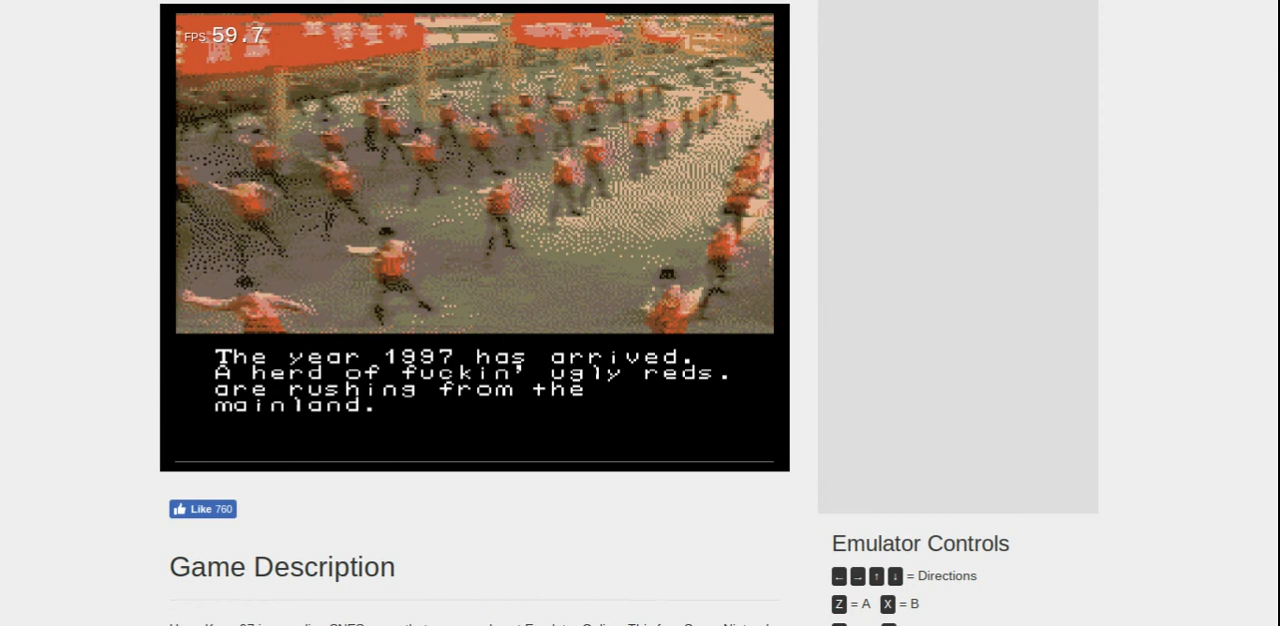 FPS 59.7
The year 1997 has arrived.
A herd of fuckin' ugly reds.
are rushing from the
mainland.
Like 760
Game Description
Emulator Controls
← → ↑ ↓ = Directions
Z = A X = B